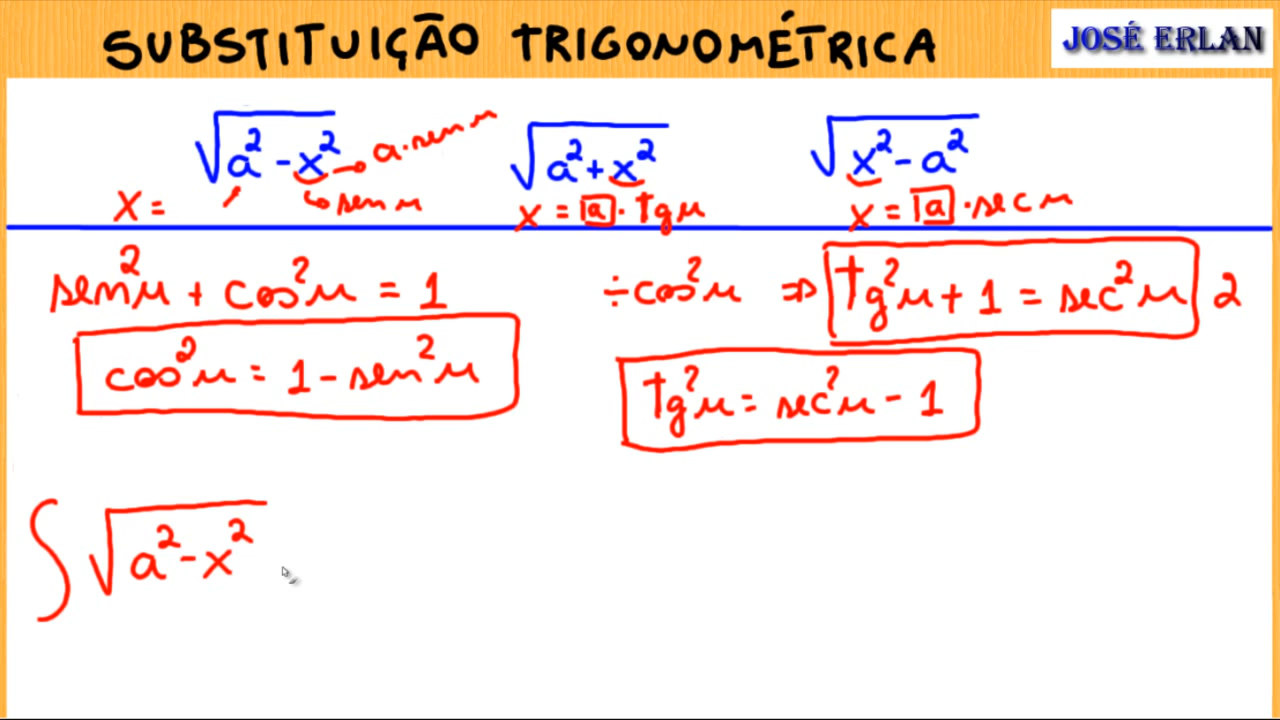 SUBSTITUIÇÃO TRIGONOMÉTRICA
JOSÉ ERLAN
√(a² - x²) → a·sen u
↳ sen u
x =
√(a² + x²)
x = a · tg u
√(x² - a²)
x = a · sec u
sen²u + cos²u = 1
cos²u = 1 - sen²u
÷cos²u ⇒ tg²u + 1 = sec²u 2
tg²u = sec²u - 1
∫ √(a² - x²)